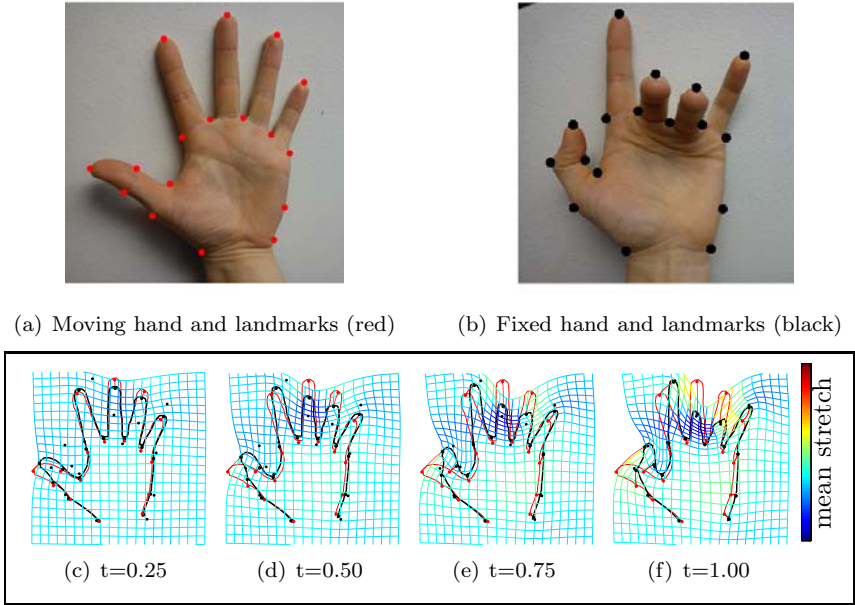 (a) Moving hand and landmarks (red)
(b) Fixed hand and landmarks (black)
mean stretch
(c) t=0.25
(d) t=0.50
(e) t=0.75
(f) t=1.00